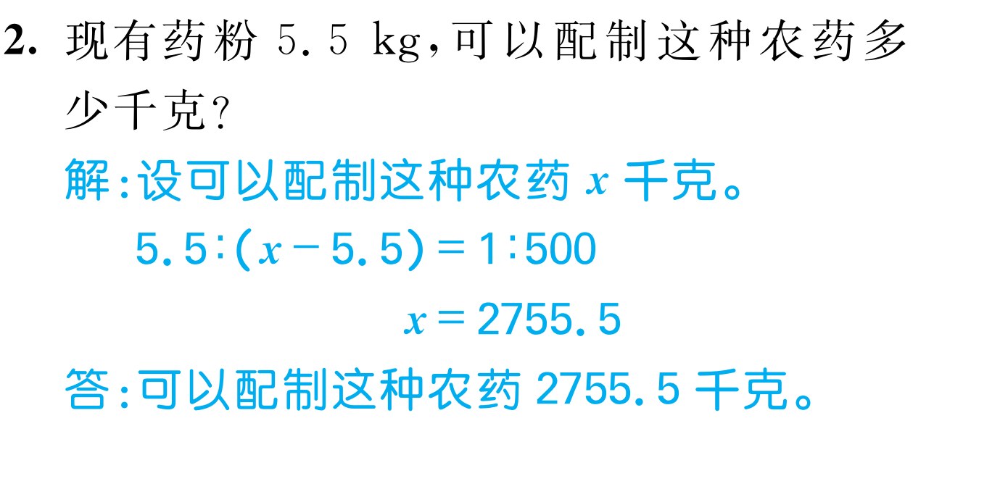 2. 现有药粉 5.5 kg,可以配制这种农药多
少千克?
解:设可以配制这种农药 x 千克。
5.5∶(x－5.5)＝1∶500
x＝2755.5
答:可以配制这种农药 2755.5 千克。